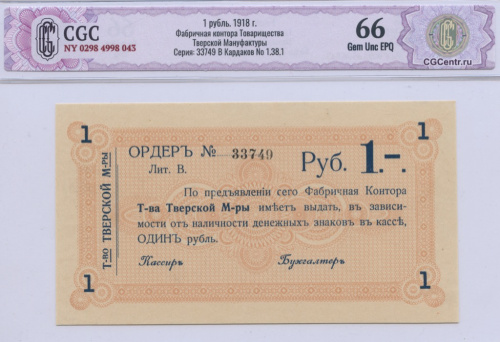 CGC
NY 0298 4998 043
1 рубль. 1918 г.
Фабричная контора Товарищества
Тверской Мануфактуры
Серия: 33749 В Кардаков No 1.38.1
66
Gem Unc EPQ
CGCentr.ru
1
1
ОРДЕРЪ № 33749
Лит. В.
Руб. 1.-.
По предъявленіи сего Фабричная Контора
Т-ва Тверской М-ры имѣетъ выдать, въ зависи-
мости отъ наличности денежныхъ знаковъ въ кассѣ,
ОДИНЪ рубль.
Кассиръ Бухгалтеръ
Т-во ТВЕРСКОЙ М-РЫ
1
1